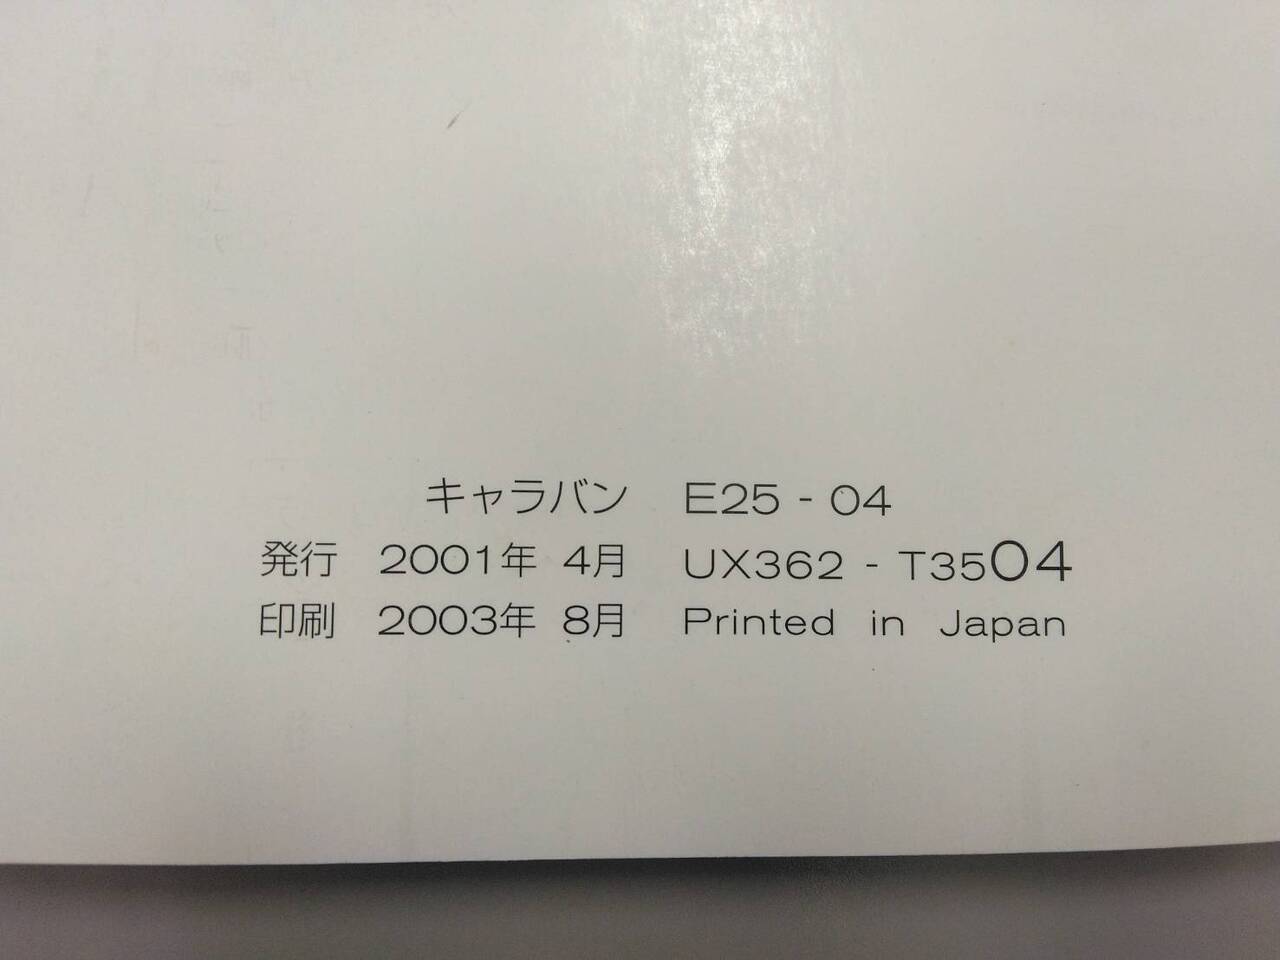 キャラバン E25 - 04
発行 2001年 4月 UX362 - T3504
印刷 2003年 8月 Printed in Japan